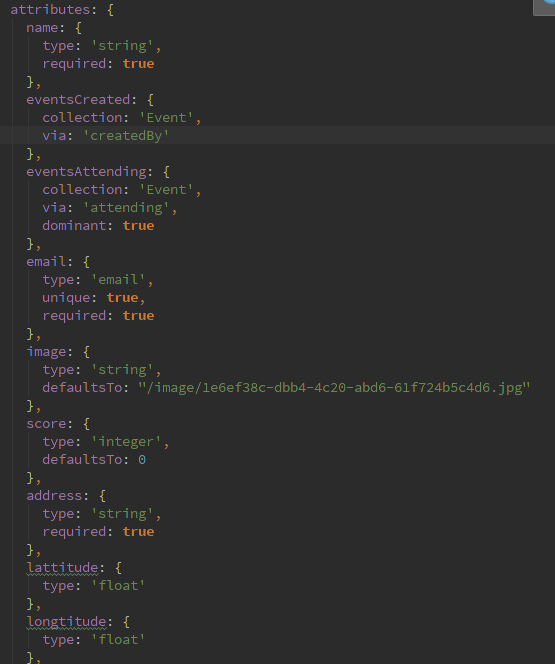 attributes: {
  name: {
    type: 'string',
    required: true
  },
  eventsCreated: {
    collection: 'Event',
    via: 'createdBy'
  },
  eventsAttending: {
    collection: 'Event',
    via: 'attending',
    dominant: true
  },
  email: {
    type: 'email',
    unique: true,
    required: true
  },
  image: {
    type: 'string',
    defaultsTo: "/image/1e6ef38c-dbb4-4c20-abd6-61f724b5c4d6.jpg"
  },
  score: {
    type: 'integer',
    defaultsTo: 0
  },
  address: {
    type: 'string',
    required: true
  },
  lattitude: {
    type: 'float'
  },
  longtitude: {
    type: 'float'
  },